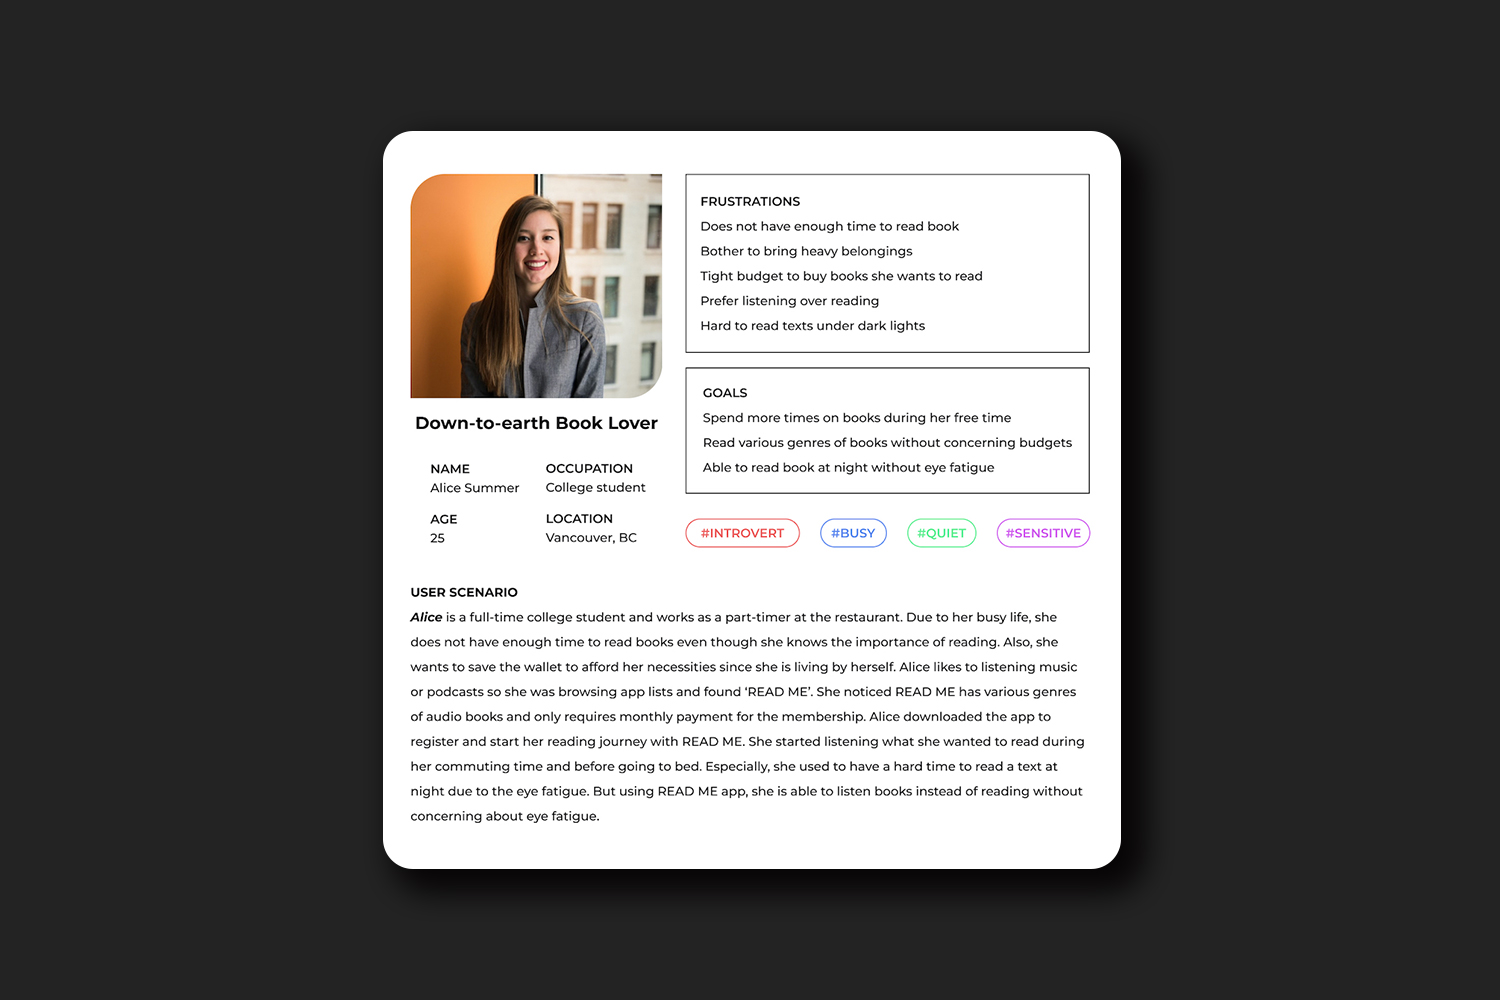 Down-to-earth Book Lover
NAME
Alice Summer
OCCUPATION
College student
AGE
25
LOCATION
Vancouver, BC
FRUSTRATIONS
Does not have enough time to read book
Bother to bring heavy belongings
Tight budget to buy books she wants to read
Prefer listening over reading
Hard to read texts under dark lights
GOALS
Spend more times on books during her free time
Read various genres of books without concerning budgets
Able to read book at night without eye fatigue
#INTROVERT
#BUSY
#QUIET
#SENSITIVE
USER SCENARIO
Alice is a full-time college student and works as a part-timer at the restaurant. Due to her busy life, she
does not have enough time to read books even though she knows the importance of reading. Also, she
wants to save the wallet to afford her necessities since she is living by herself. Alice likes to listening music
or podcasts so she was browsing app lists and found ‘READ ME’. She noticed READ ME has various genres
of audio books and only requires monthly payment for the membership. Alice downloaded the app to
register and start her reading journey with READ ME. She started listening what she wanted to read during
her commuting time and before going to bed. Especially, she used to have a hard time to read a text at
night due to the eye fatigue. But using READ ME app, she is able to listen books instead of reading without
concerning about eye fatigue.